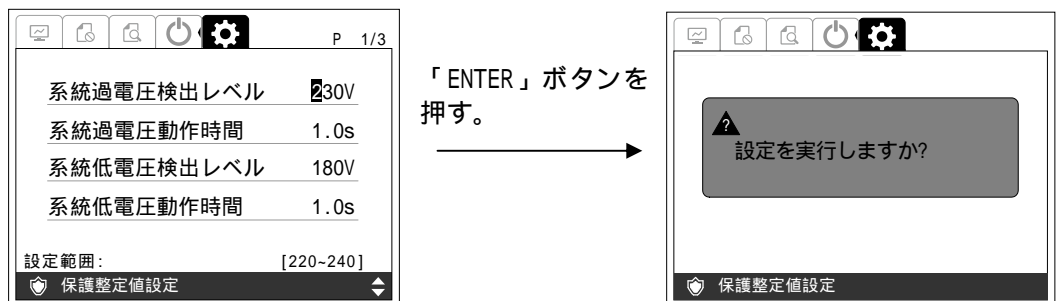 P 1/3
系統過電圧検出レベル 230V
系統過電圧動作時間 1.0s
系統低電圧検出レベル 180V
系統低電圧動作時間 1.0s
設定範囲: [220~240]
保護整定値設定
「ENTER」ボタンを
押す。
?
設定を実行しますか?
保護整定値設定